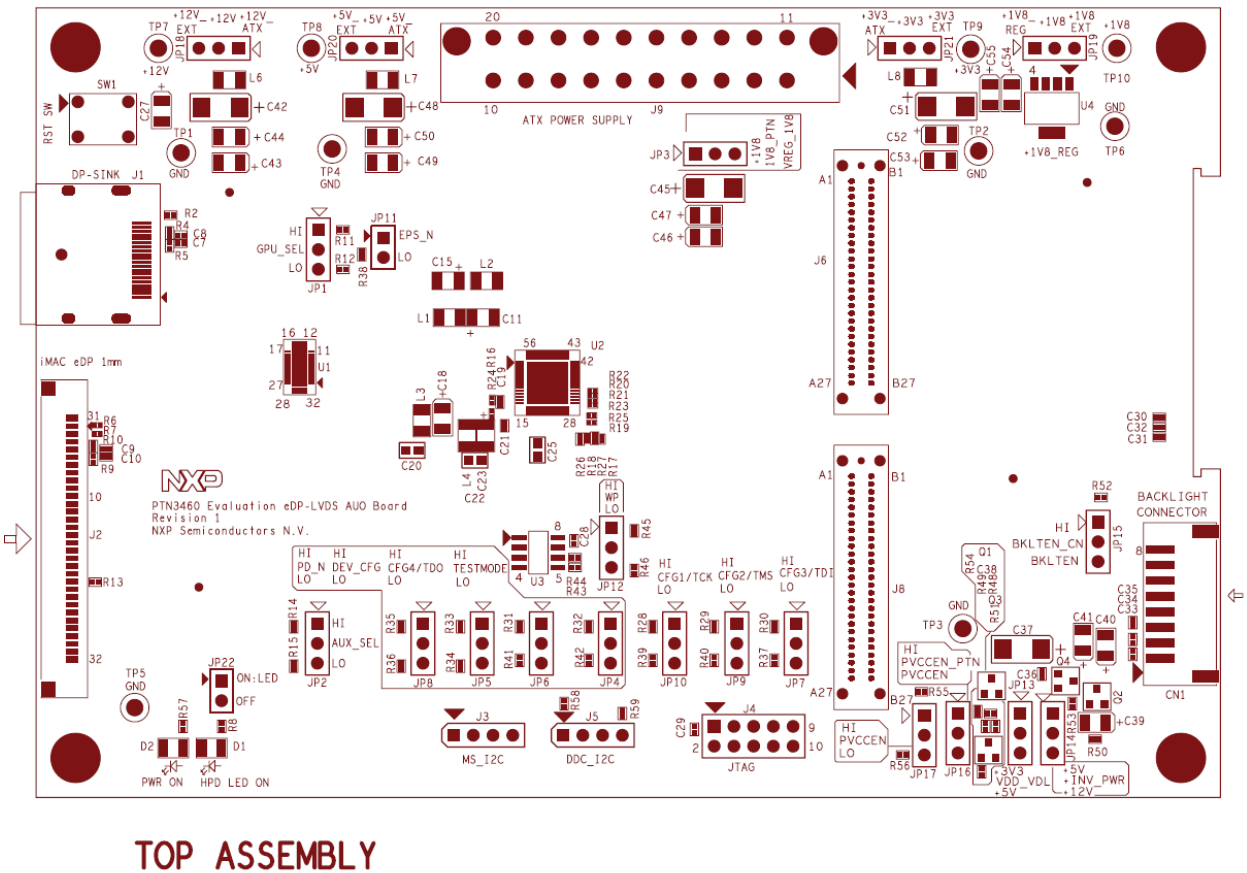 +12V_ +12V +12V_
EXT ATX
TP7
JP18
+12V
L6
+5V_ +5V +5V_
EXT ATX
TP8
JP20
+5V
L7
20
11
10
J9
ATX POWER SUPPLY
+3V3_ +3V3 +3V3
ATX EXT
TP9
JP21
+3V3
L8
C55
C54
+1V8_ +1V8 +1V8
REG EXT
JP19
+1V8
TP10
4
U4
GND
TP6
+1V8_REG
RST SW
SW1
C27
C42
C44
C43
TP1
GND
C48
C50
C49
TP4
GND
JP3
+1V8
1V8_PTN
VREG_1V8
C45
C47
C46
C51
C52
C53
TP2
GND
DP-SINK J1
R2
R4
C8
C7
R5
HI
GPU_SEL
LO
JP1
R11
R12
R38
JP11
EPS_N
LO
C15
L2
L1
C11
A1
B1
J6
A27
B27
16 12
17
11
U1
27
28 32
iMAC eDP 1mm
31
R6
R7
R10
C9
C10
R9
10
J2
R13
32
56 43
U2
42
15 28
R16
R24
C19
L3
C18
C20
C21
L4
C23
C22
C25
R22
R20
R21
R23
R25
R19
R26
R18
R27
R17
C30
C32
C31
NXP
PTN3460 Evaluation eDP-LVDS AUO Board
Revision 1
NXP Semiconductors N.V.
HI
WP
LO
JP12
R45
R46
8
C28
4
U3
5
R44
R43
HI HI HI HI
PD_N DEV_CFG CFG4/TDO TESTMODE
LO LO LO LO
HI HI HI
CFG1/TCK CFG2/TMS CFG3/TDI
LO LO LO
R14
R15
HI
AUX_SEL
LO
JP2
R35
R36
JP8
R33
R34
JP5
R31
R41
JP6
R32
R42
JP4
R28
R39
JP10
R29
R40
JP9
R30
R37
JP7
A1
B1
J8
A27
B27
R52
HI
BKLTEN_CN
BKLTEN
JP15
BACKLIGHT
CONNECTOR
8
CN1
C35
C34
C33
R54
Q1
R49
C38
R48
Q3
R51
GND
TP3
C37
C41
C40
HI
PVCCEN_PTN
PVCCEN
R55
C36
Q4
JP13
Q2
C39
R53
R50
JP14
HI
PVCCEN
LO
R56
JP17
JP16
+3V3
VDD_VDL
+5V
+5V
+INV_PWR
+12V
TP5
GND
JP22
ON:LED
OFF
R57
R8
D2
D1
PWR ON
HPD LED ON
J3
MS_I2C
R58
J5
R59
DDC_I2C
C29
J4
2
9
10
JTAG
TOP ASSEMBLY